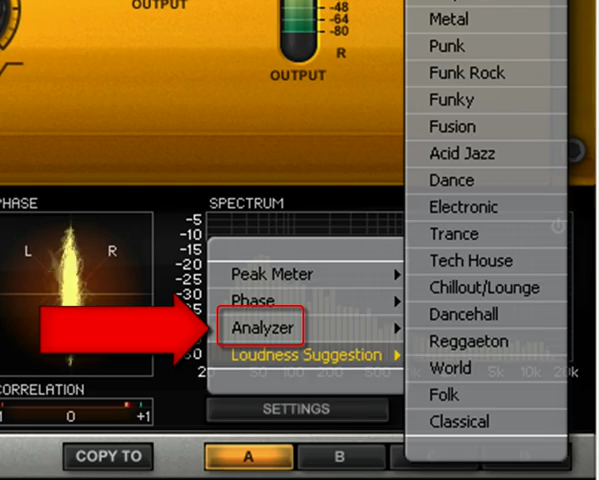 OUTPUT
-48
-64
-80
R
OUTPUT
Metal
Punk
Funk Rock
Funky
Fusion
Acid Jazz
Dance
Electronic
Trance
Tech House
Chillout/Lounge
Dancehall
Reggaeton
World
Folk
Classical
PHASE
L R
SPECTRUM
-5
-10
-15
-20
-25
-30
Peak Meter
Phase
Analyzer
Loudness Suggestion
50 100 200 500 5k 10k 20k
SETTINGS
CORRELATION
0 +1
COPY TO
A
B